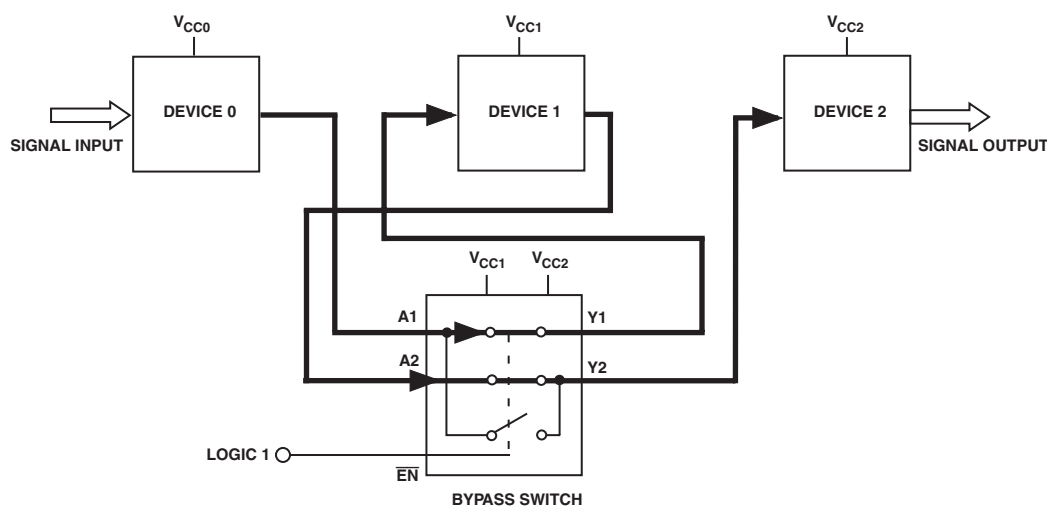 VCC0
VCC1
VCC2
DEVICE 0
DEVICE 1
DEVICE 2
SIGNAL INPUT
SIGNAL OUTPUT
VCC1
VCC2
A1
Y1
A2
Y2
LOGIC 1
EN
BYPASS SWITCH